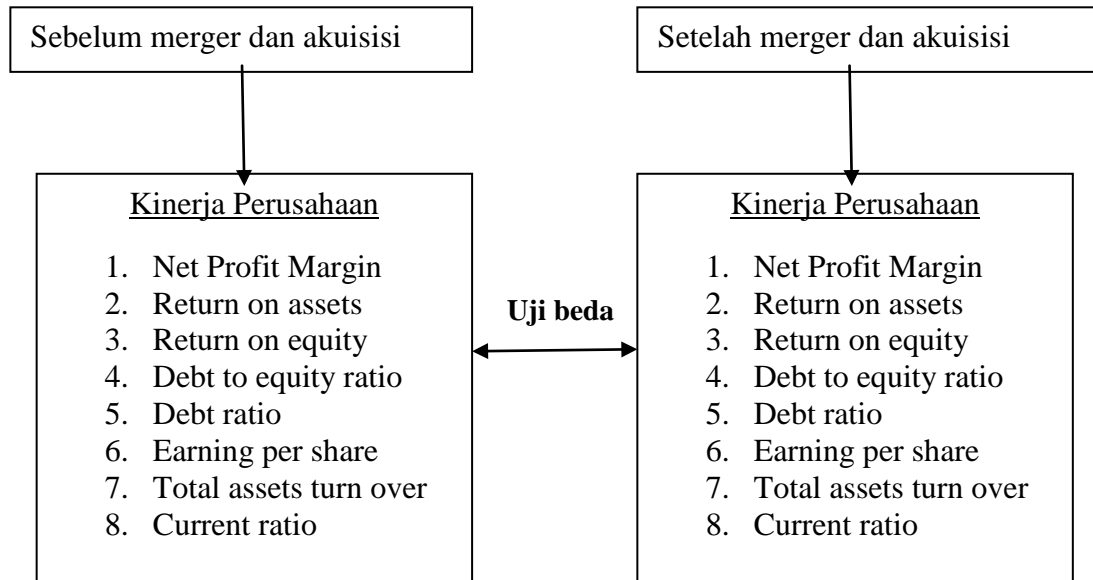 Sebelum merger dan akuisisi
Setelah merger dan akuisisi
Kinerja Perusahaan
1. Net Profit Margin
2. Return on assets
3. Return on equity
4. Debt to equity ratio
5. Debt ratio
6. Earning per share
7. Total assets turn over
8. Current ratio
Uji beda
Kinerja Perusahaan
1. Net Profit Margin
2. Return on assets
3. Return on equity
4. Debt to equity ratio
5. Debt ratio
6. Earning per share
7. Total assets turn over
8. Current ratio